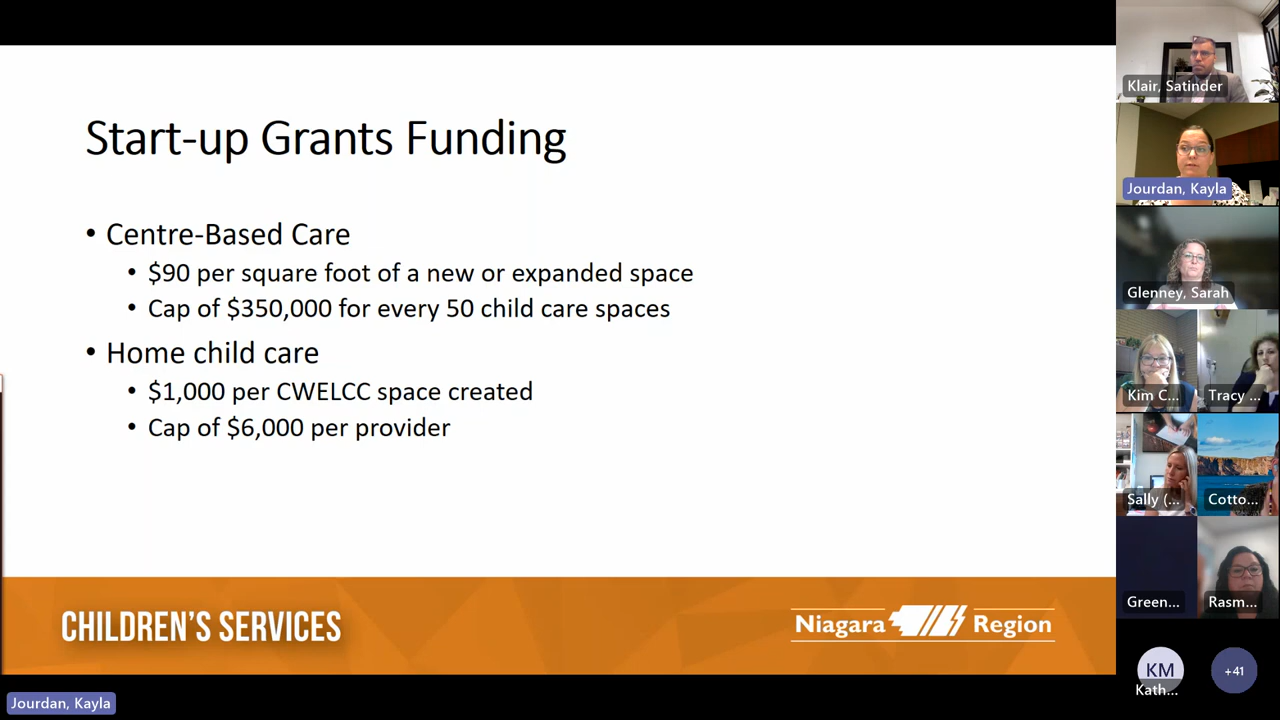 Start-up Grants Funding
• Centre-Based Care
• $90 per square foot of a new or expanded space
• Cap of $350,000 for every 50 child care spaces
• Home child care
• $1,000 per CWELCC space created
• Cap of $6,000 per provider
CHILDREN'S SERVICES
Niagara Region
Jourdan, Kayla
Klair, Satinder
Jourdan, Kayla
Glenney, Sarah
Kim C...
Tracy ...
Sally (...
Cotto...
Green...
Rasm...
KM
Kath...
+41